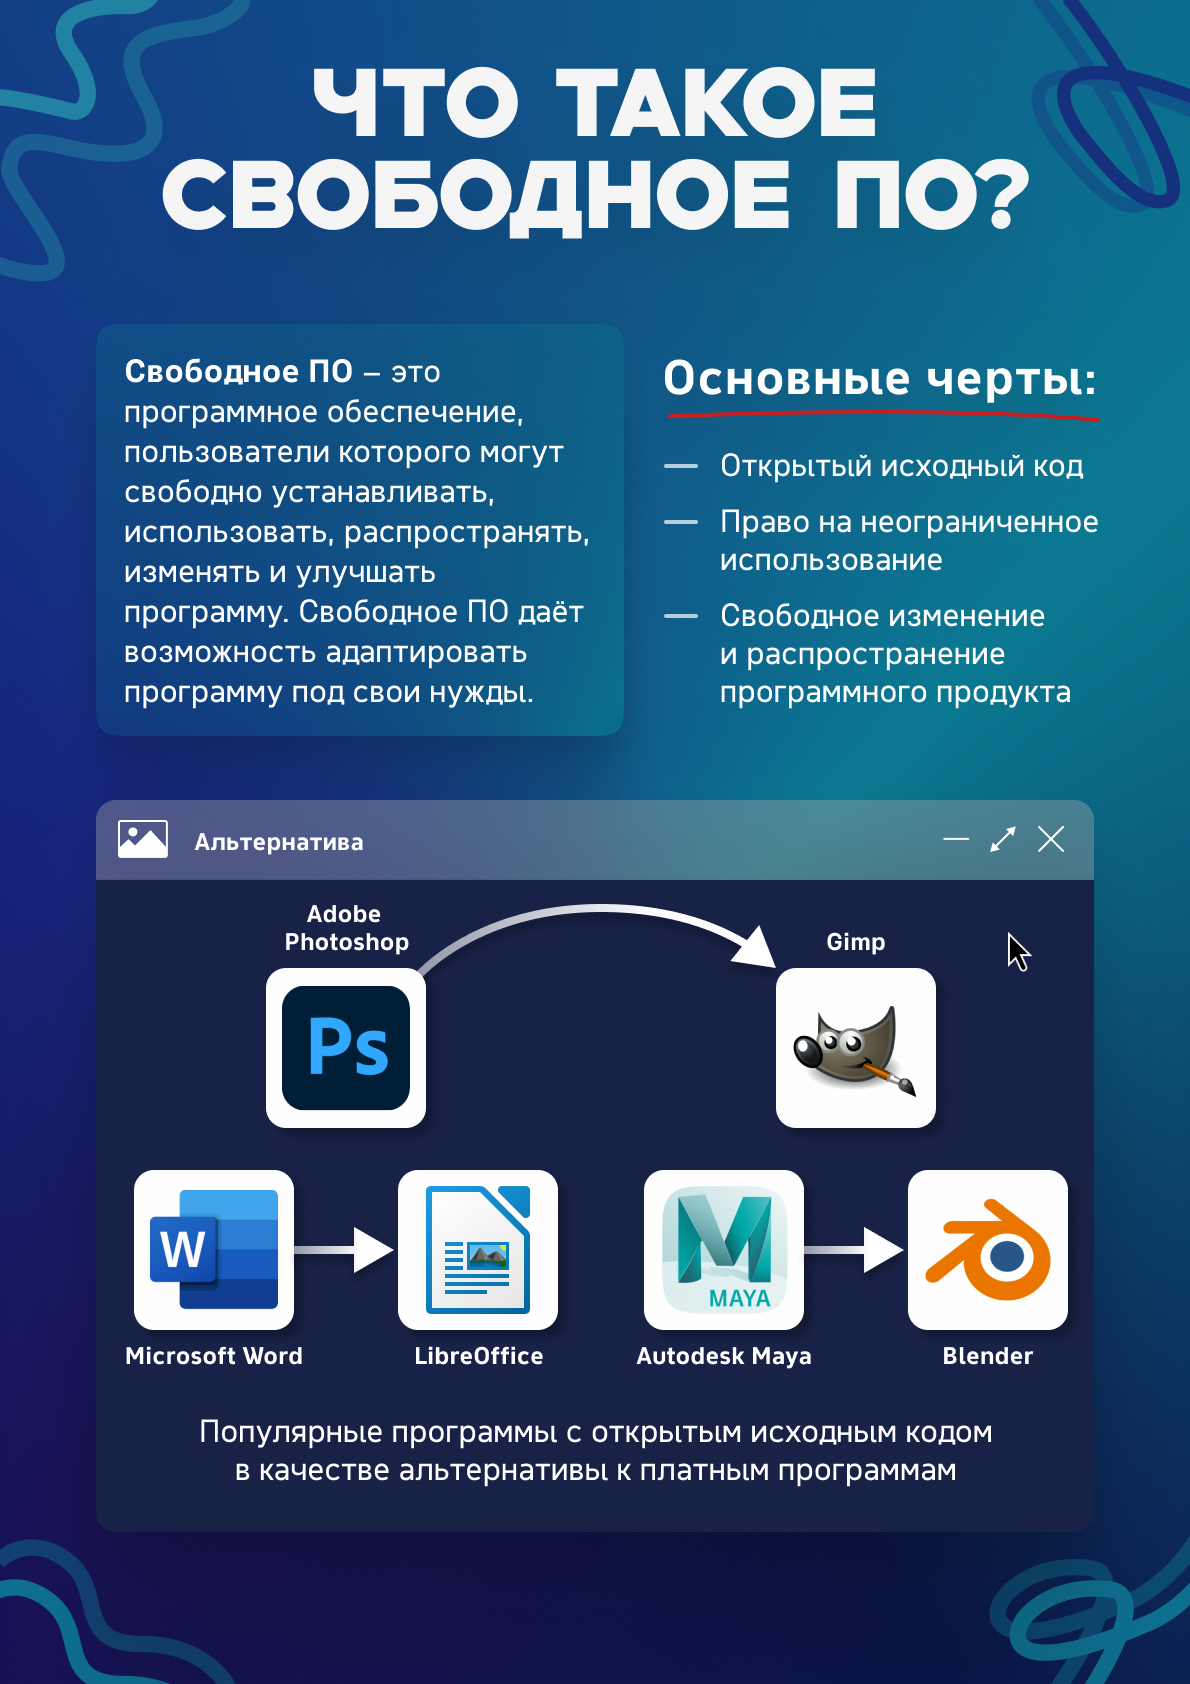 ЧТО ТАКОЕ
СВОБОДНОЕ ПО?
Свободное ПО – это
программное обеспечение,
пользователи которого могут
свободно устанавливать,
использовать, распространять,
изменять и улучшать
программу. Свободное ПО даёт
возможность адаптировать
программу под свои нужды.
Основные черты:
— Открытый исходный код
— Право на неограниченное
использование
— Свободное изменение
и распространение
программного продукта
Альтернатива
Adobe
Photoshop
Gimp
Ps
W
MAYA
Microsoft Word
LibreOffice
Autodesk Maya
Blender
Популярные программы с открытым исходным кодом
в качестве альтернативы к платным программам